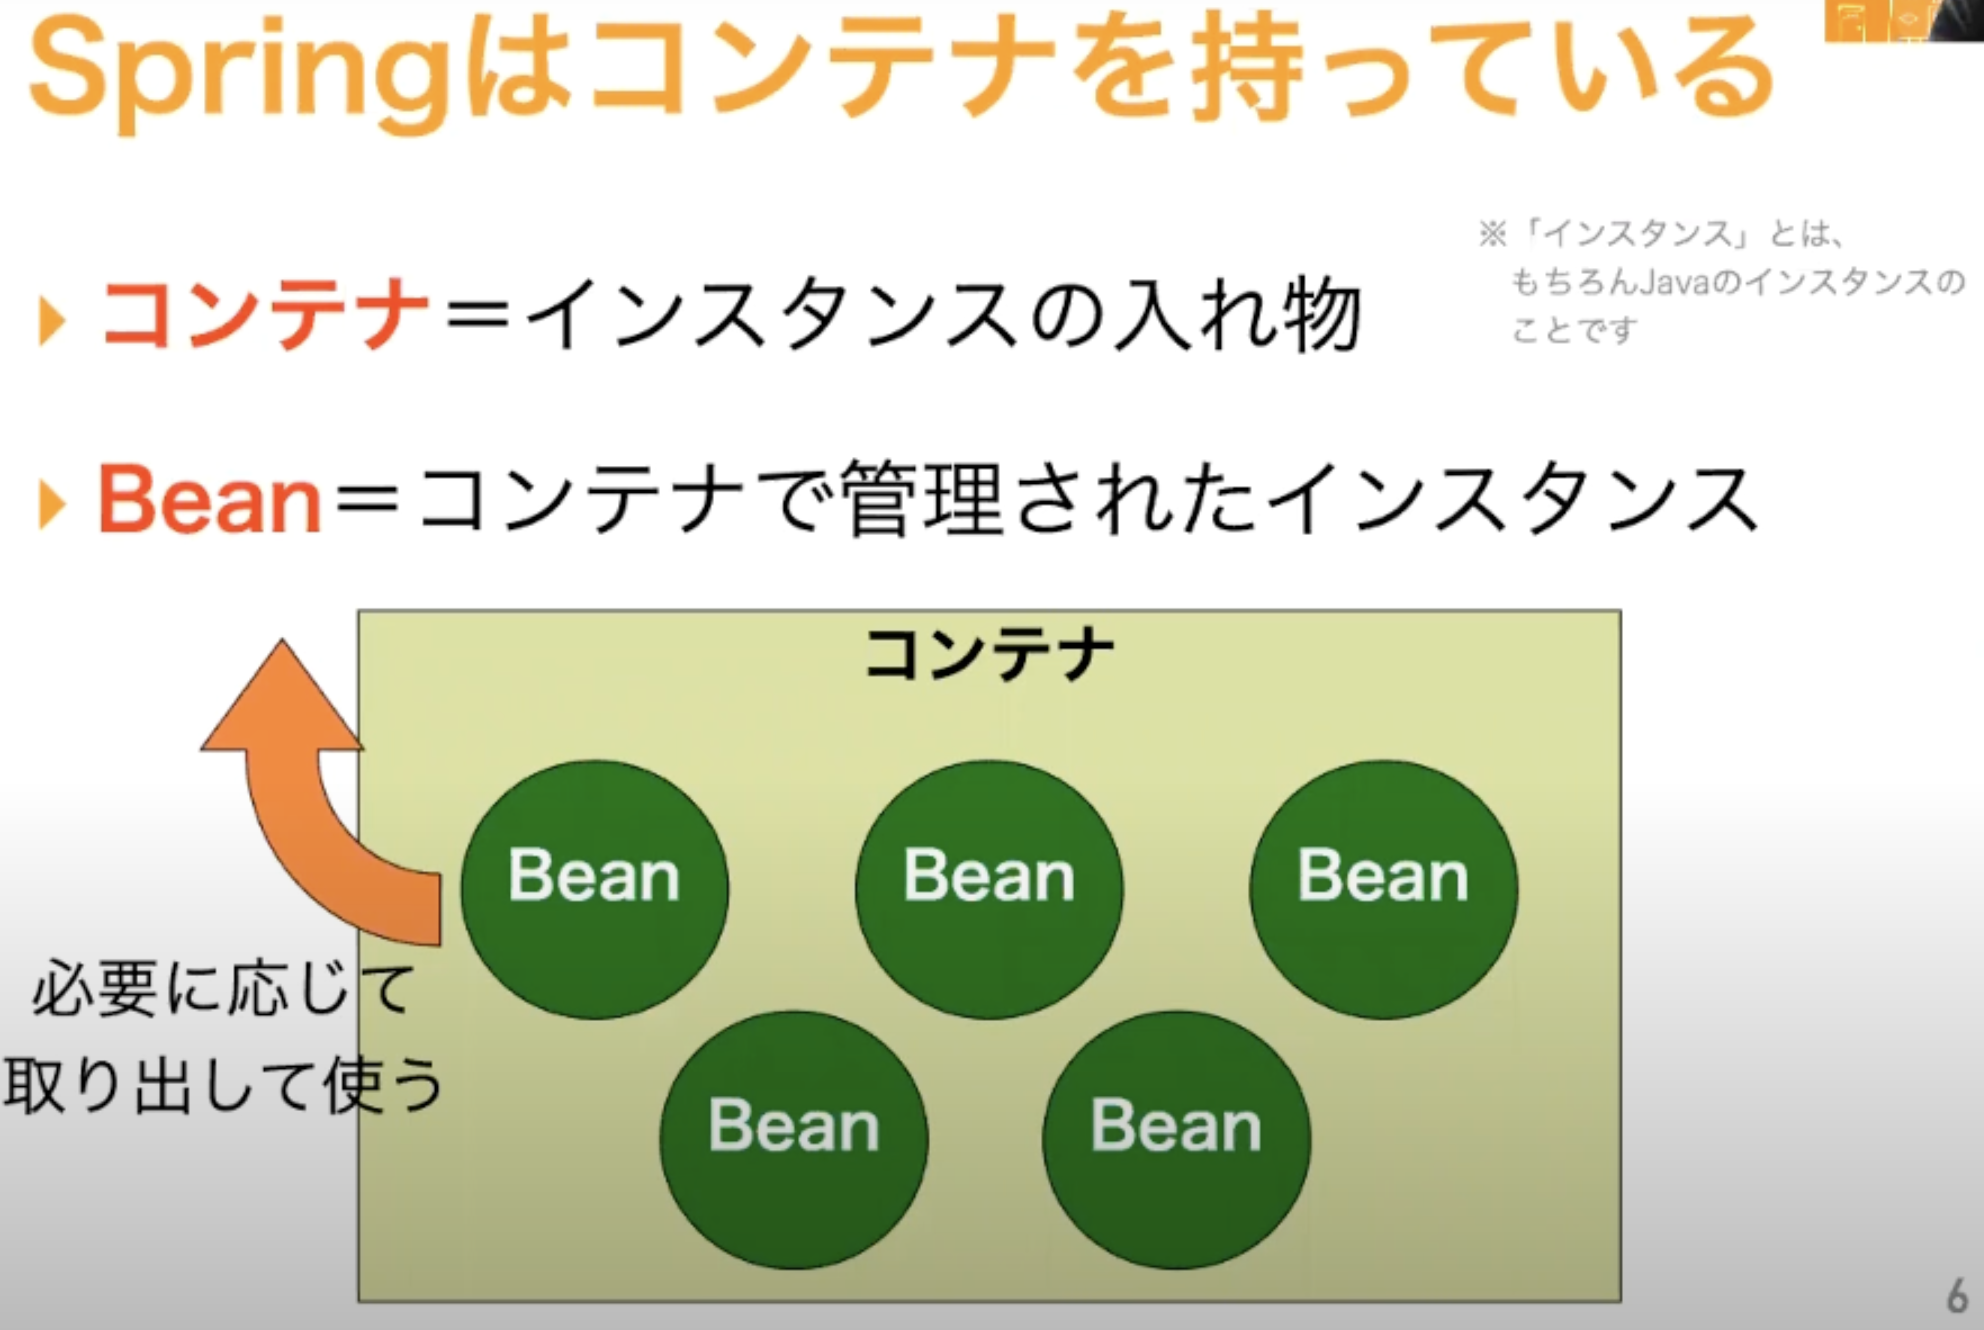 Springはコンテナを持っている
※「インスタンス」とは、
もちろんJavaのインスタンスの
ことです
コンテナ＝インスタンスの入れ物
Bean＝コンテナで管理されたインスタンス
コンテナ
Bean
Bean
Bean
必要に応じて
取り出して使う
Bean
Bean
6